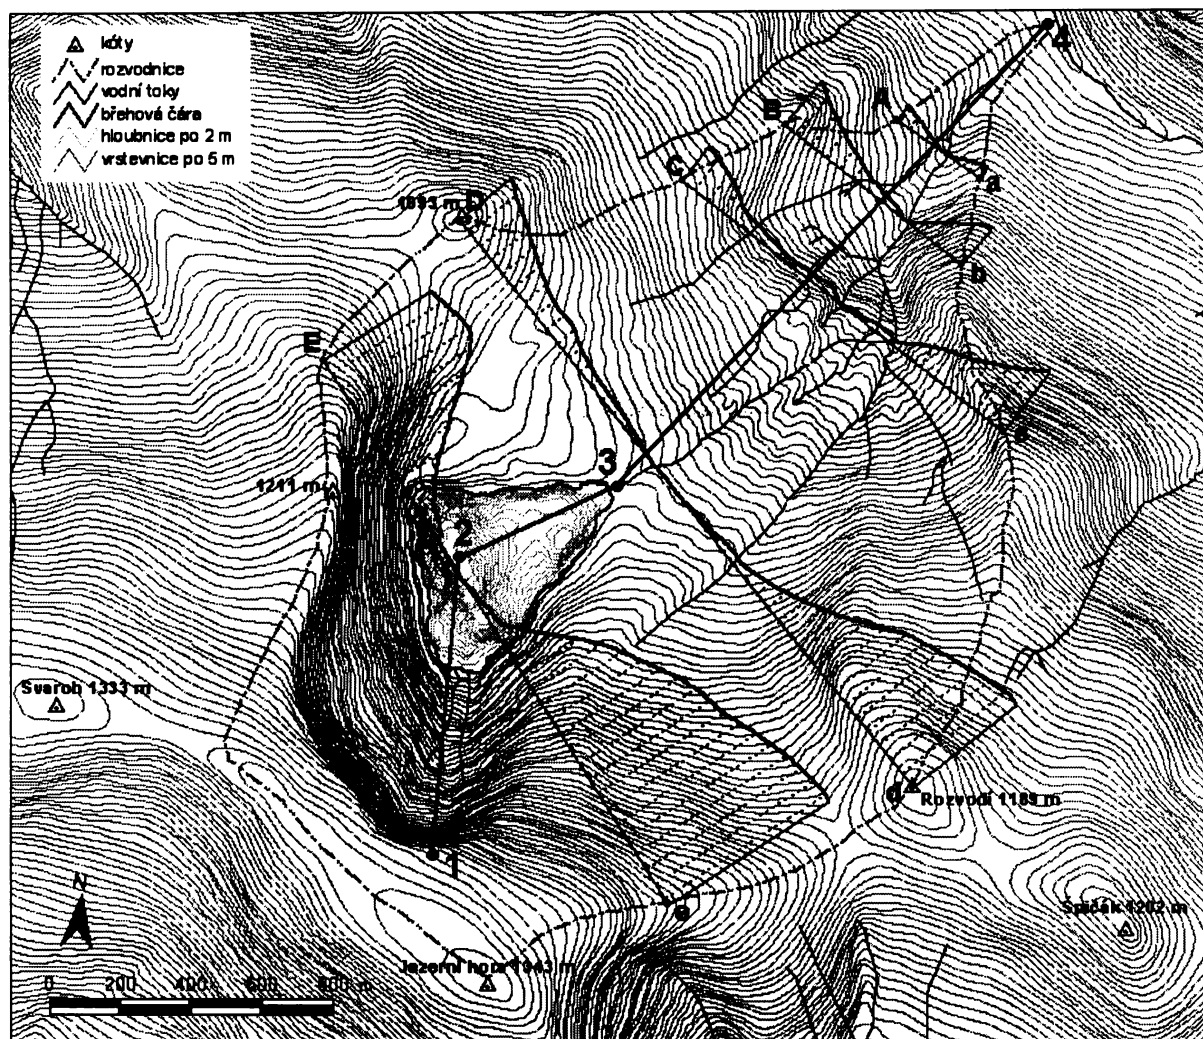 kóty
rozvodnice
vodní toky
břehová čára
hloubnice po 2 m
vrstevnice po 5 m
4
A
B
a
C
D
b
E
3
1211 m
2
Svaroh 1333 m
d
Rozvodí 1169 m
1
e
N
Špičák 1202 m
Jezerní hora 1343 m
0 200 400 600 800 m